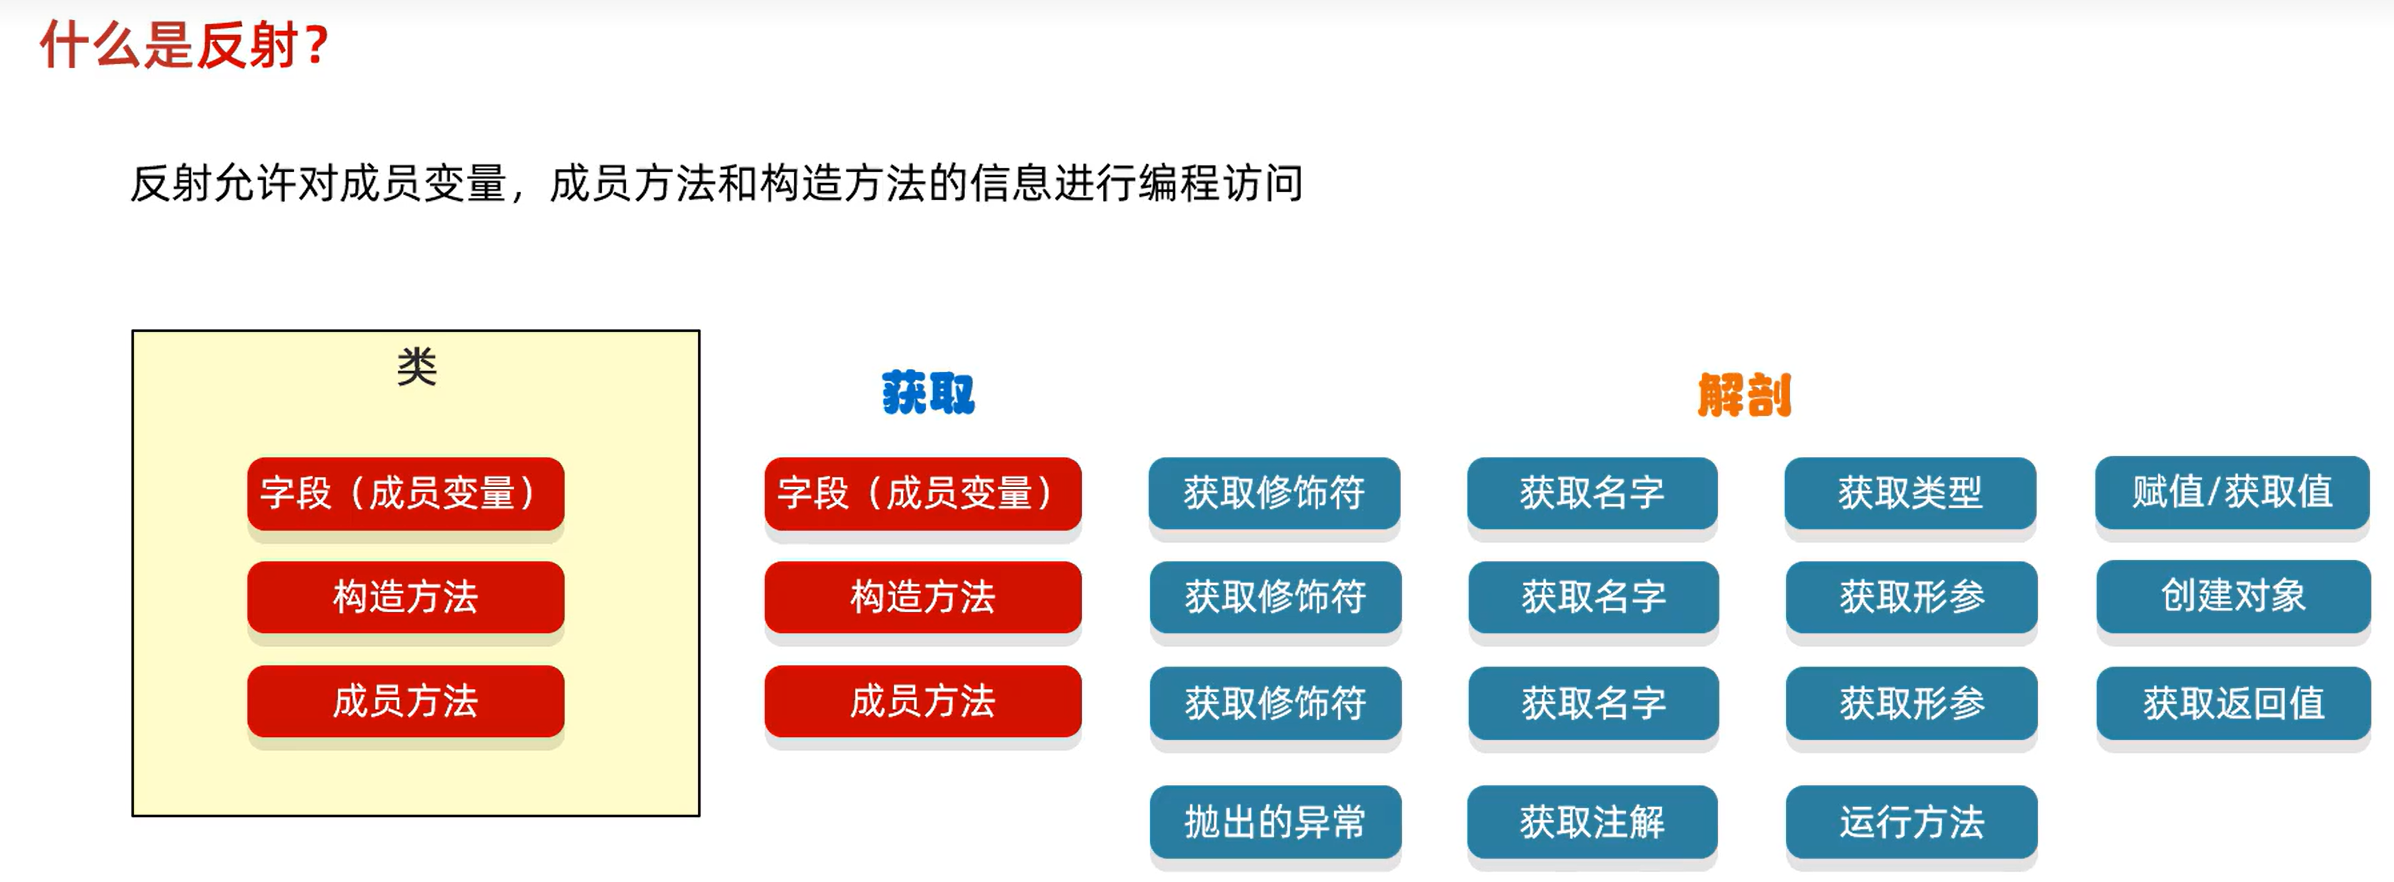 什么是反射?
反射允许对成员变量，成员方法和构造方法的信息进行编程访问
类
字段（成员变量）
构造方法
成员方法
获取
解剖
字段（成员变量） 获取修饰符 获取名字 获取类型 赋值/获取值
构造方法 获取修饰符 获取名字 获取形参 创建对象
成员方法 获取修饰符 获取名字 获取形参 获取返回值
抛出的异常 获取注解 运行方法